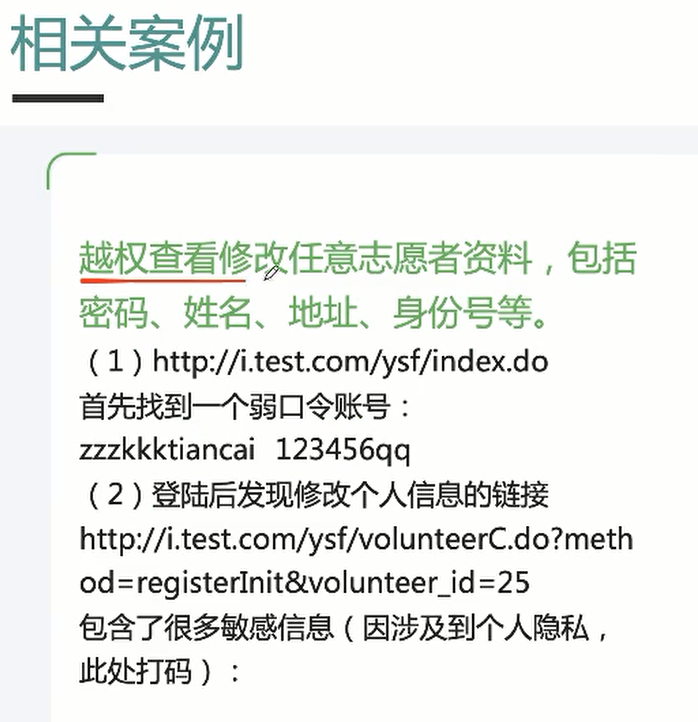 相关案例
越权查看修改任意志愿者资料，包括
密码、姓名、地址、身份号等。
（1）http://i.test.com/ysf/index.do
首先找到一个弱口令账号：
zzzkkktiancai 123456qq
（2）登陆后发现修改个人信息的链接
http://i.test.com/ysf/volunteerC.do?meth
od=registerInit&volunteer_id=25
包含了很多敏感信息（因涉及到个人隐私，
此处打码）：